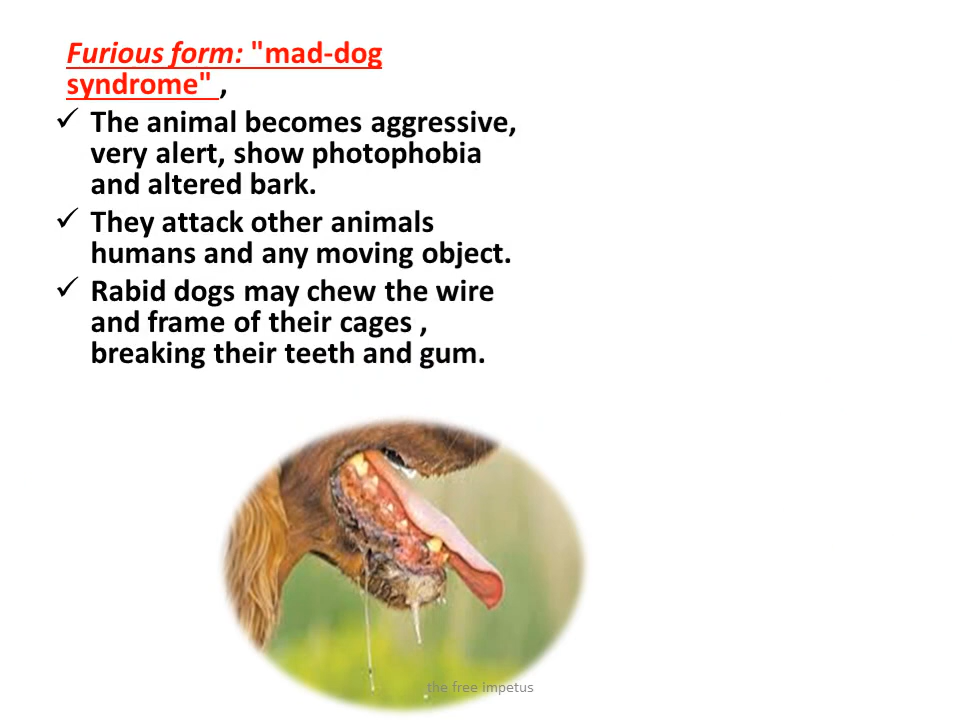 Furious form: "mad-dog
syndrome" ,
✓ The animal becomes aggressive,
very alert, show photophobia
and altered bark.
✓ They attack other animals
humans and any moving object.
✓ Rabid dogs may chew the wire
and frame of their cages ,
breaking their teeth and gum.
the free impetus